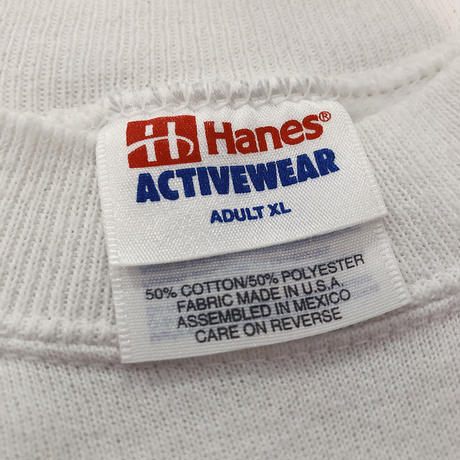 Hanes®
ACTIVEWEAR
ADULT XL
50% COTTON/50% POLYESTER
FABRIC MADE IN U.S.A.
ASSEMBLED IN MEXICO
CARE ON REVERSE